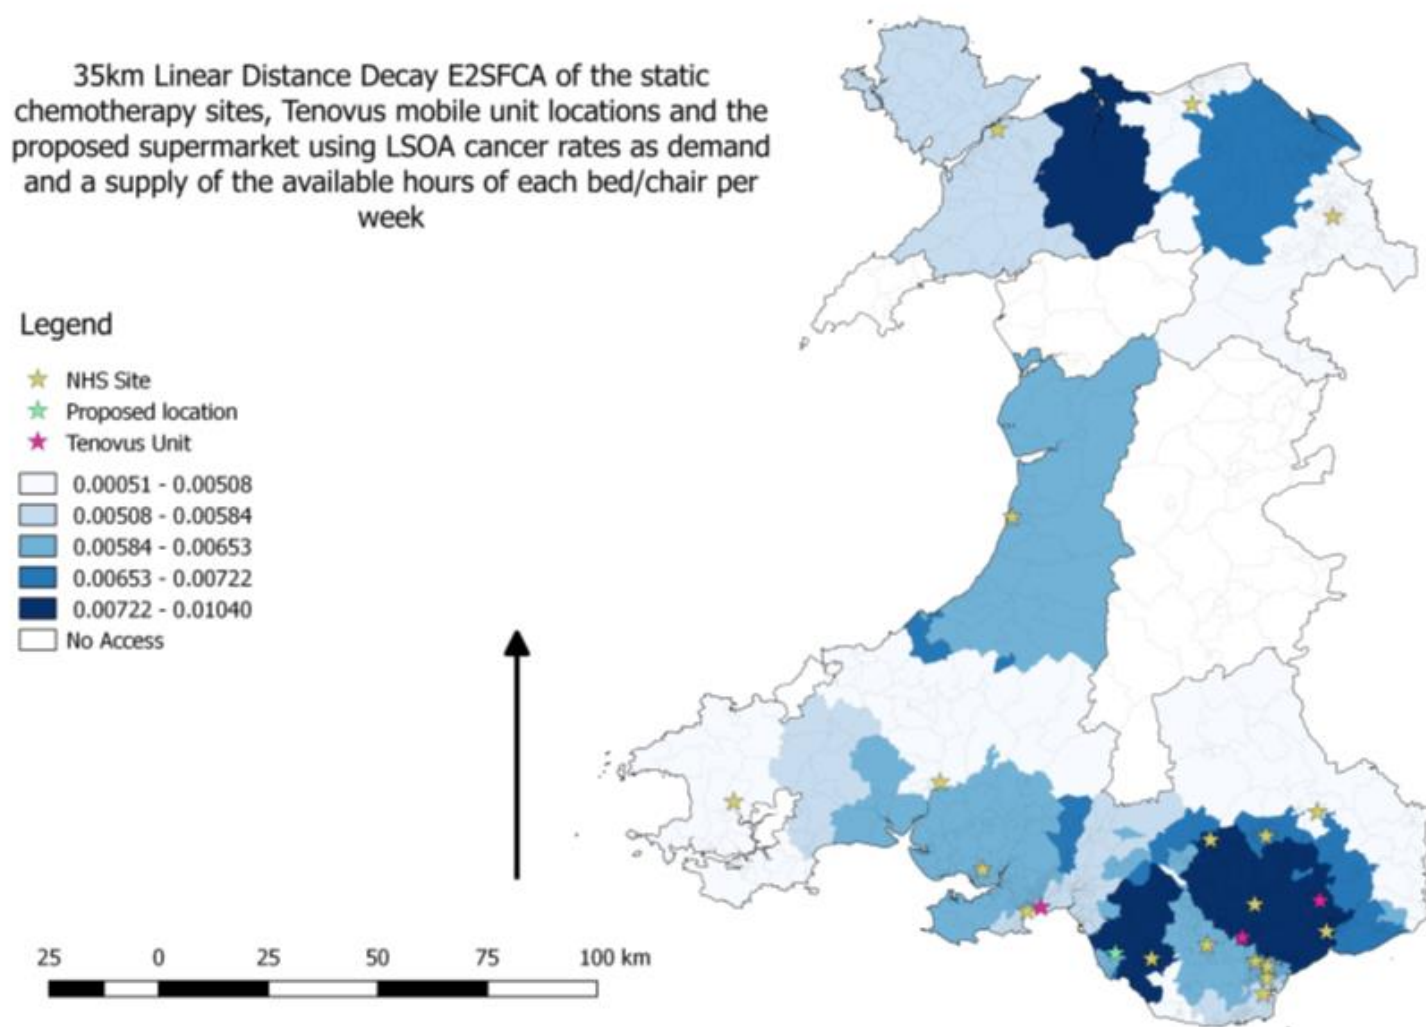 35km Linear Distance Decay E2SFCA of the static
chemotherapy sites, Tenovus mobile unit locations and the
proposed supermarket using LSOA cancer rates as demand
and a supply of the available hours of each bed/chair per
week
Legend
NHS Site
Proposed location
Tenovus Unit
0.00051 - 0.00508
0.00508 - 0.00584
0.00584 - 0.00653
0.00653 - 0.00722
0.00722 - 0.01040
No Access
25 0 25 50 75 100 km